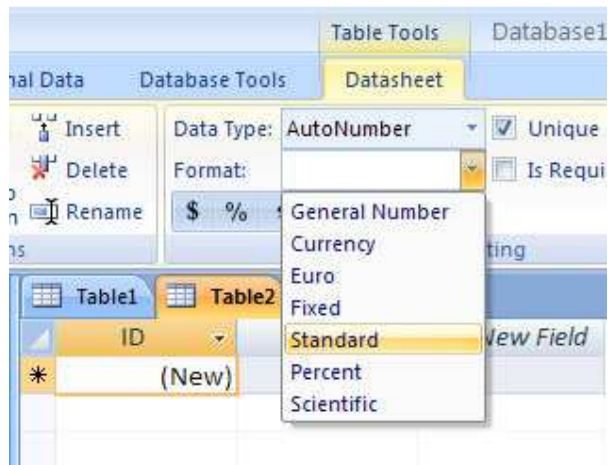 Table Tools Database1
nal Data Database Tools Datasheet
Insert Data Type: AutoNumber Unique
Delete Format: Is Requi
Rename $ % General Number
Currency ting
Euro
Table1 Table2 Fixed
ID Standard New Field
* (New) Percent
Scientific